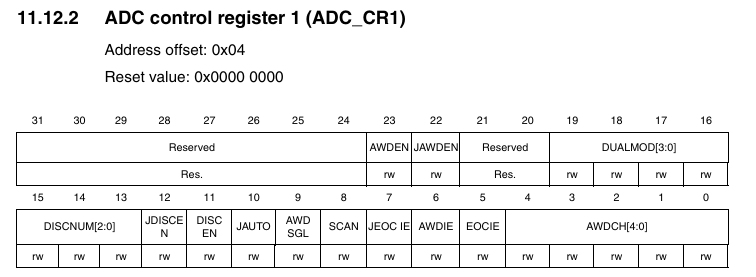 11.12.2 ADC control register 1 (ADC_CR1)
Address offset: 0x04
Reset value: 0x0000 0000
31 30 29 28 27 26 25 24 23 22 21 20 19 18 17 16
Reserved AWDEN JAWDEN Reserved DUALMOD[3:0]
Res. rw rw Res. rw rw rw rw
15 14 13 12 11 10 9 8 7 6 5 4 3 2 1 0
DISCNUM[2:0] JDISCE N DISC EN JAUTO AWD SGL SCAN JEOC IE AWDIE EOCIE AWDCH[4:0]
rw rw rw rw rw rw rw rw rw rw rw rw rw rw rw rw